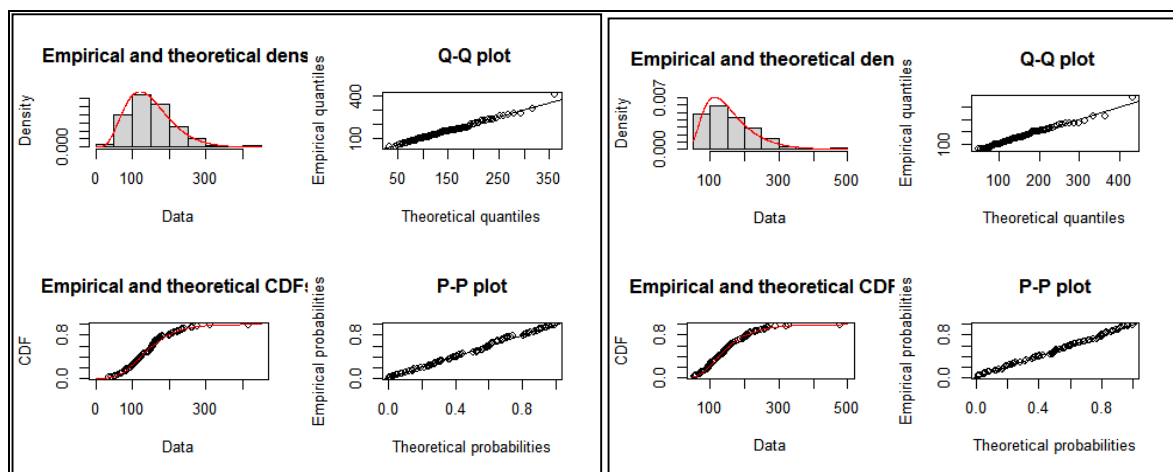 Empirical and theoretical dens
Q-Q plot
Density
0.000
0 100 300
Data
Empirical quantiles
100 400
50 150 250 350
Theoretical quantiles
Empirical and theoretical CDFs
P-P plot
CDF
0.0 0.8
0 100 300
Data
Empirical probabilities
0.0 0.8
0.0 0.4 0.8
Theoretical probabilities
Empirical and theoretical den
Q-Q plot
Density
0.000 0.007
100 300 500
Data
Empirical quantiles
100
100 200 300 400
Theoretical quantiles
Empirical and theoretical CDF
P-P plot
CDF
0.0 0.8
100 300 500
Data
Empirical probabilities
0.0 0.8
0.0 0.4 0.8
Theoretical probabilities